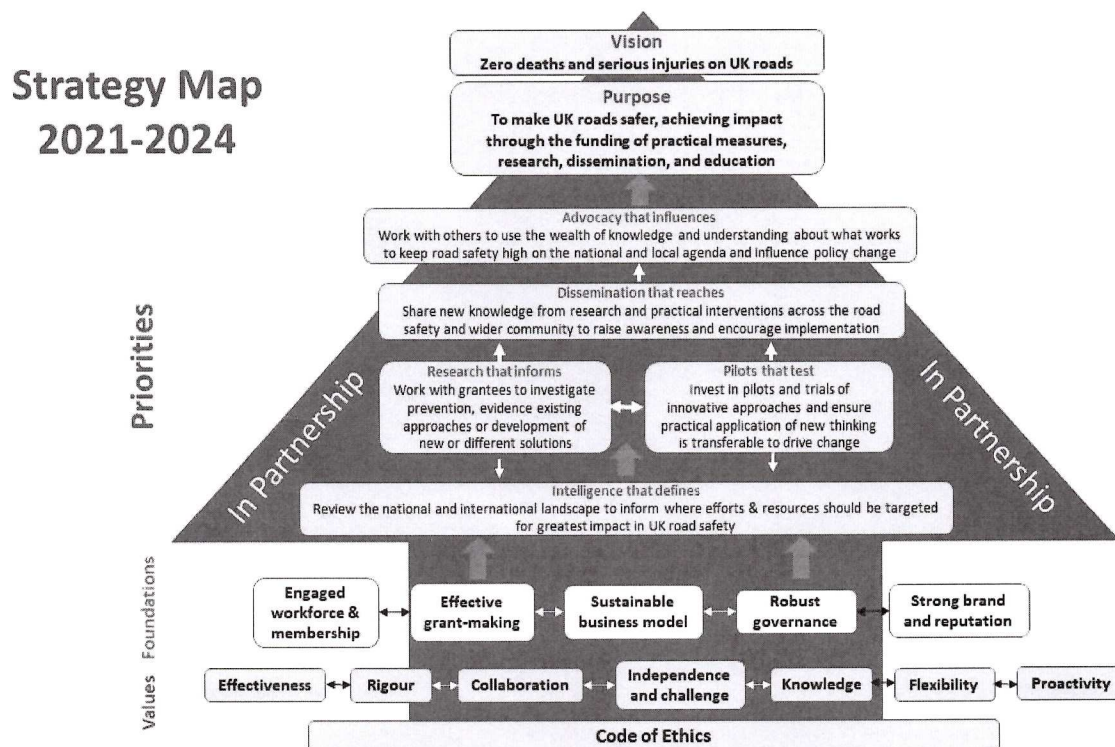 Strategy Map
2021-2024
Vision
Zero deaths and serious injuries on UK roads
Purpose
To make UK roads safer, achieving impact
through the funding of practical measures,
research, dissemination, and education
Advocacy that influences
Work with others to use the wealth of knowledge and understanding about what works
to keep road safety high on the national and local agenda and influence policy change
Dissemination that reaches
Share new knowledge from research and practical interventions across the road
safety and wider community to raise awareness and encourage implementation
Priorities
In Partnership
Research that informs
Work with grantees to investigate
prevention, evidence existing
approaches or development of
new or different solutions
Pilots that test
Invest in pilots and trials of
innovative approaches and ensure
practical application of new thinking
is transferable to drive change
In Partnership
Intelligence that defines
Review the national and international landscape to inform where efforts & resources should be targeted
for greatest impact in UK road safety
Foundations
Engaged
workforce &
membership
Effective
grant-making
Sustainable
business model
Robust
governance
Strong brand
and reputation
Values
Effectiveness
Rigour
Collaboration
Independence
and challenge
Knowledge
Flexibility
Proactivity
Code of Ethics